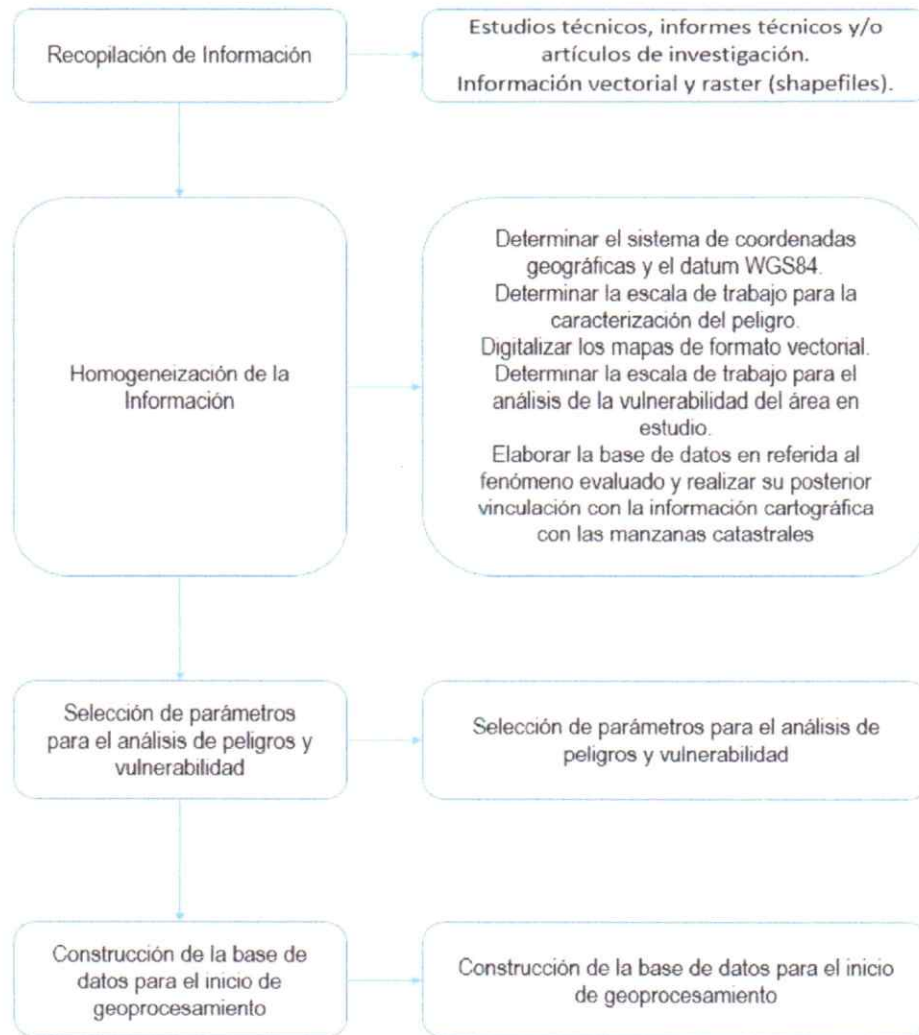 Recopilación de Información
Estudios técnicos, informes técnicos y/o
artículos de investigación.
Información vectorial y raster (shapefiles).
Homogeneización de la
Información
Determinar el sistema de coordenadas
geográficas y el datum WGS84.
Determinar la escala de trabajo para la
caracterización del peligro.
Digitalizar los mapas de formato vectorial.
Determinar la escala de trabajo para el
análisis de la vulnerabilidad del área en
estudio.
Elaborar la base de datos en referida al
fenómeno evaluado y realizar su posterior
vinculación con la información cartográfica
con las manzanas catastrales
Selección de parámetros
para el análisis de peligros y
vulnerabilidad
Selección de parámetros para el análisis de
peligros y vulnerabilidad
Construcción de la base de
datos para el inicio de
geoprocesamiento
Construcción de la base de datos para el inicio
de geoprocesamiento